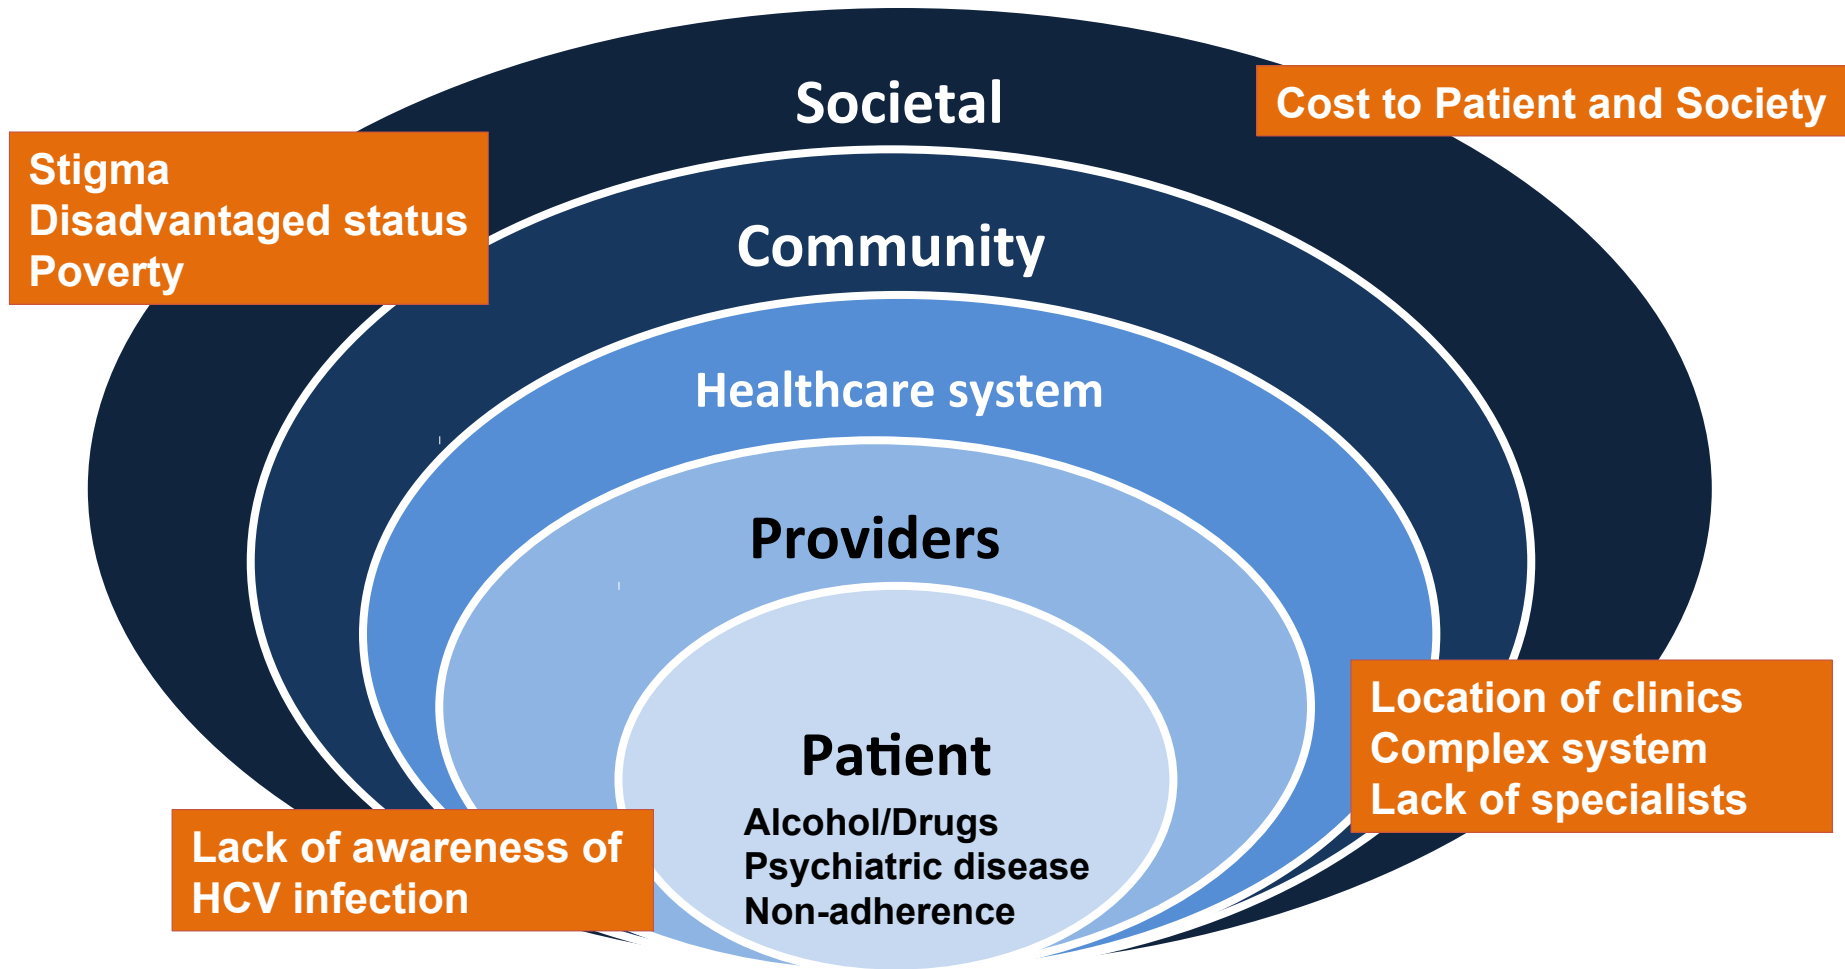 Societal
Cost to Patient and Society
Stigma
Disadvantaged status
Poverty
Community
Healthcare system
Providers
Location of clinics
Complex system
Lack of specialists
Patient
Alcohol/Drugs
Psychiatric disease
Non-adherence
Lack of awareness of
HCV infection